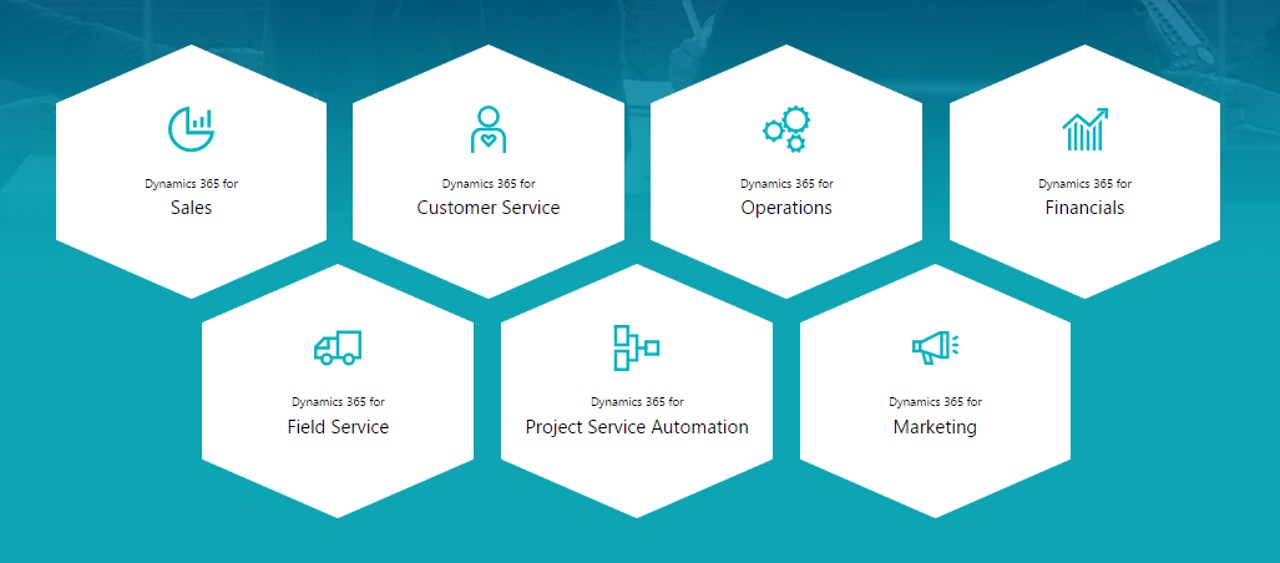 Dynamics 365 for
Sales
Dynamics 365 for
Customer Service
Dynamics 365 for
Operations
Dynamics 365 for
Financials
Dynamics 365 for
Field Service
Dynamics 365 for
Project Service Automation
Dynamics 365 for
Marketing